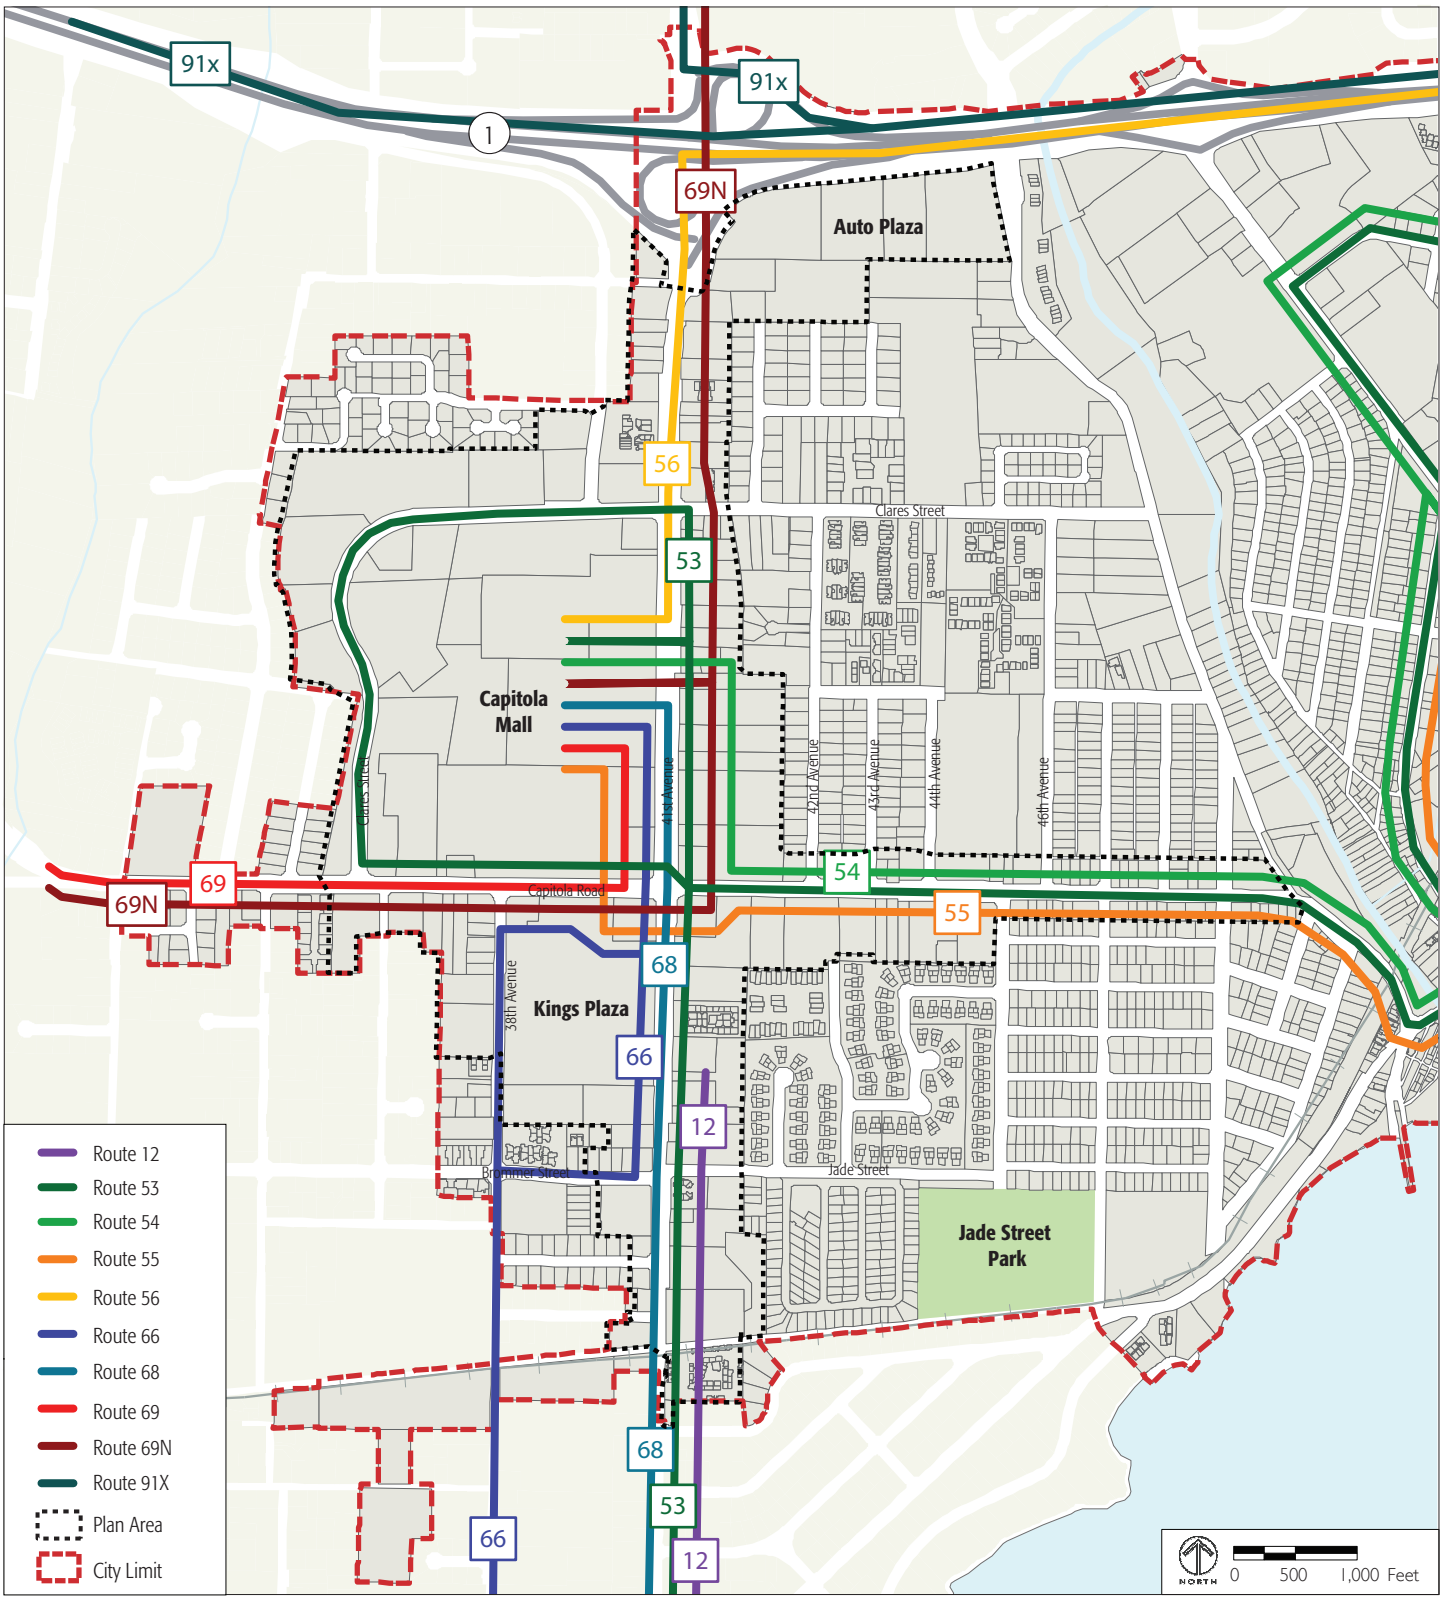 91x
91x
1
69N
Auto Plaza
56
Clares Street
53
Capitola
Mall
Clares Street
41st Avenue
42nd Avenue
43rd Avenue
44th Avenue
46th Avenue
54
69
Capitola Road
69N
55
68
38th Avenue
Kings Plaza
66
12
Brommer Street
Jade Street
Jade Street
Park
68
53
66
12
Route 12
Route 53
Route 54
Route 55
Route 56
Route 66
Route 68
Route 69
Route 69N
Route 91X
Plan Area
City Limit
NORTH
0 500 1,000 Feet